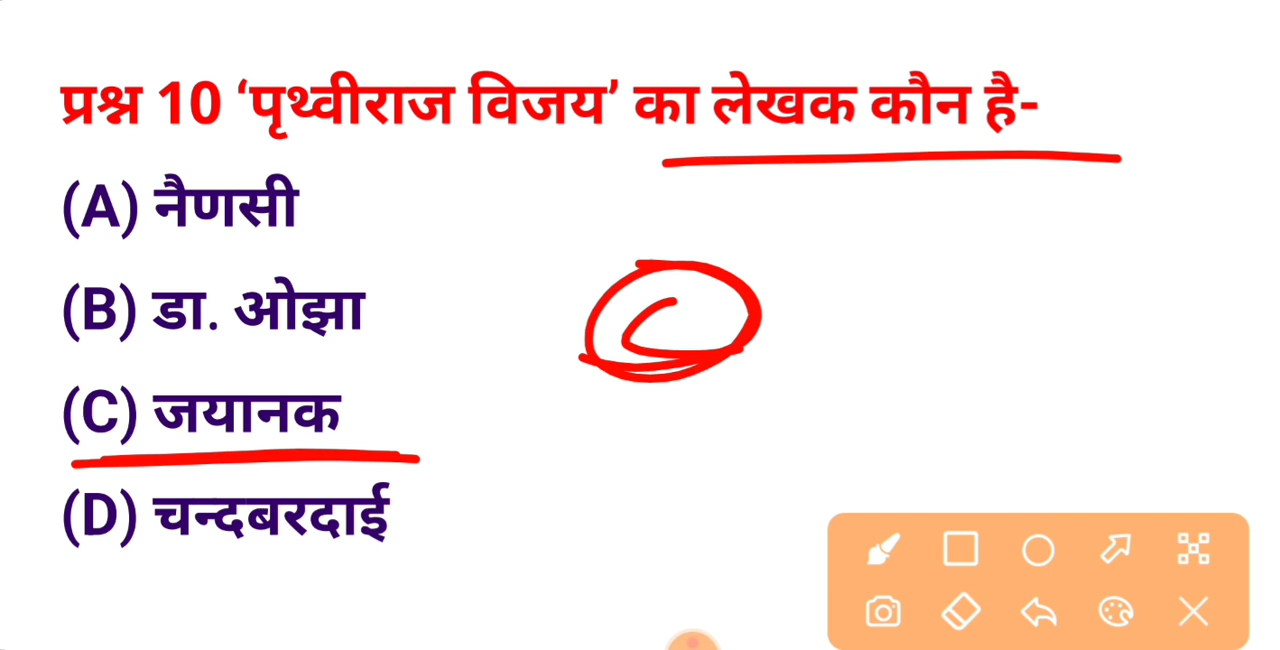 प्रश्न 10 ‘पृथ्वीराज विजय’ का लेखक कौन है-
(A) नैणसी
(B) डा. ओझा
(C) जयानक
C
(D) चन्दबरदाई